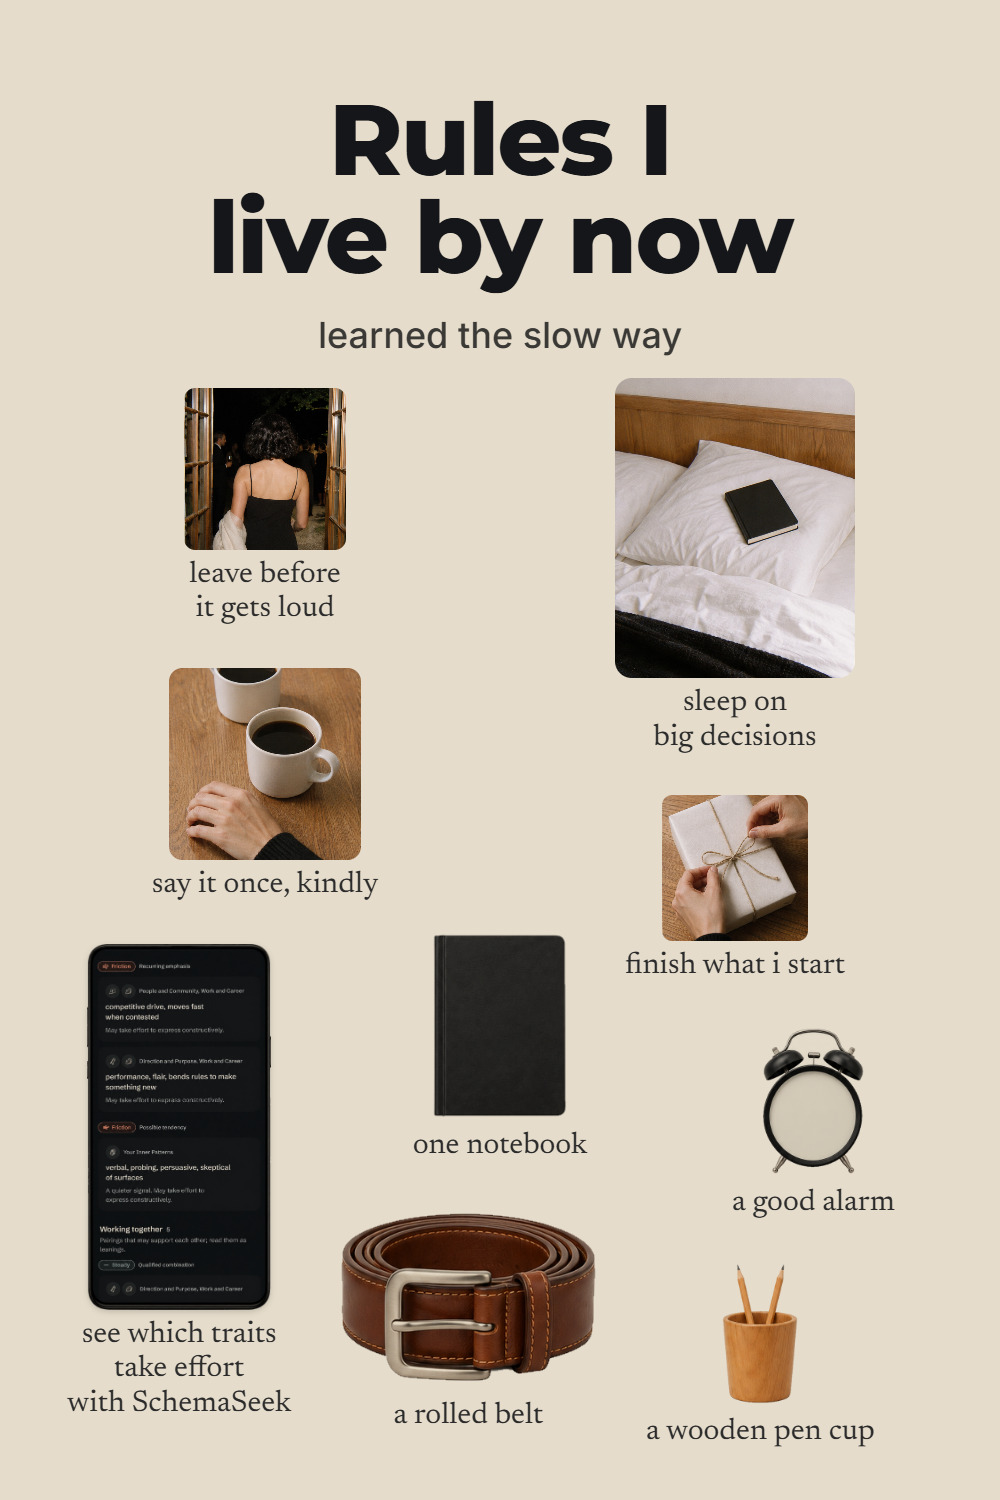 Rules I
live by now
learned the slow way
leave before
it gets loud
sleep on
big decisions
say it once, kindly
finish what i start
Friction Recurring emphasis
People and Community, Work and Career
competitive drive, moves fast
when contested
May take effort to express constructively.
Direction and Purpose, Work and Career
performance, flair, bends rules to make
something new
May take effort to express constructively.
Friction Possible tendency
Your Inner Patterns
verbal, probing, persuasive, skeptical
of surfaces
A quieter signal. May take effort to
express constructively.
Working together 5
Pairings that may support each other; read them as
leanings.
Steady Qualified combination
Direction and Purpose, Work and Career
see which traits
take effort
with SchemaSeek
one notebook
a good alarm
a rolled belt
a wooden pen cup